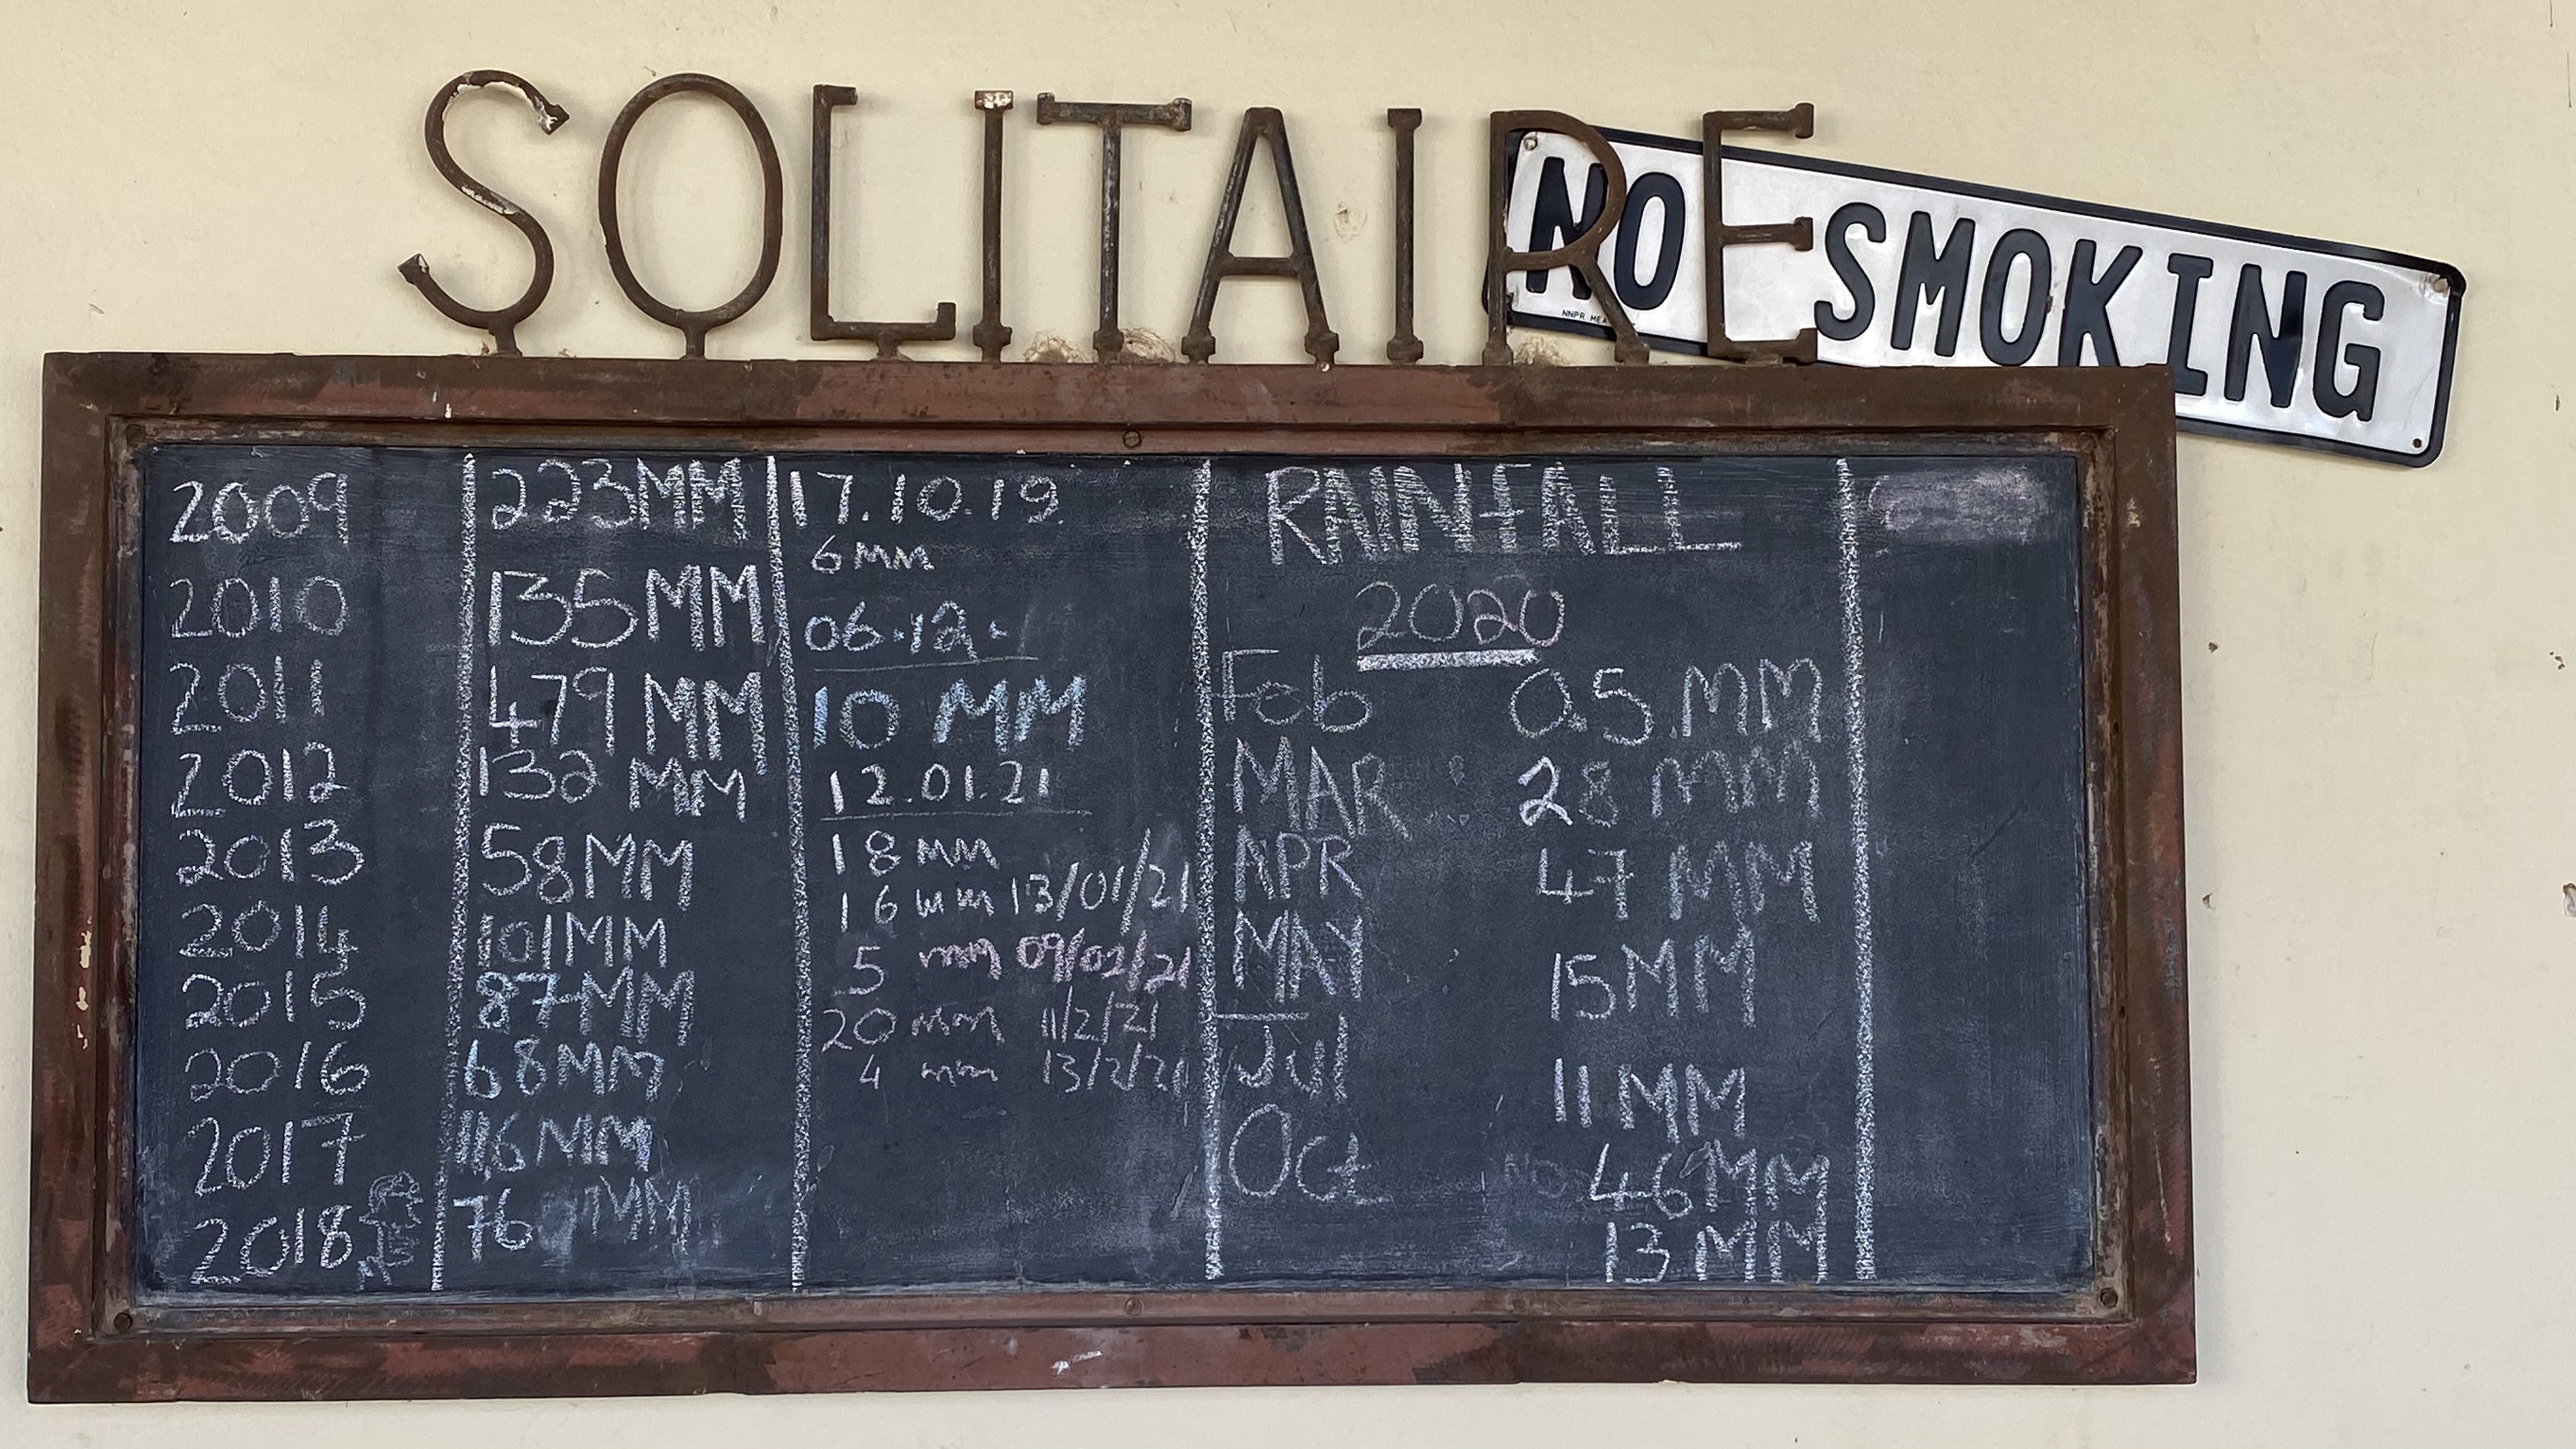 SOLITAIRE
NO SMOKING
2009 223MM
2010 135MM
2011 479 MM
2012 132 MM
2013 58MM
2014 101MM
2015 87MM
2016 68MM
2017 116MM
2018 76 MM
17.10.19
6 mm
06.12.
10 MM
12.01.21
18 mm
16 mm 13/01/21
5 mm 09/02/21
20 mm 11/2/21
4 mm 13/2/21
RAINfALL
2020
Feb 0.5 MM
MAR 28 MM
APR 47 MM
MAY 15MM
Jul 11 MM
Oct 46MM
13 MM